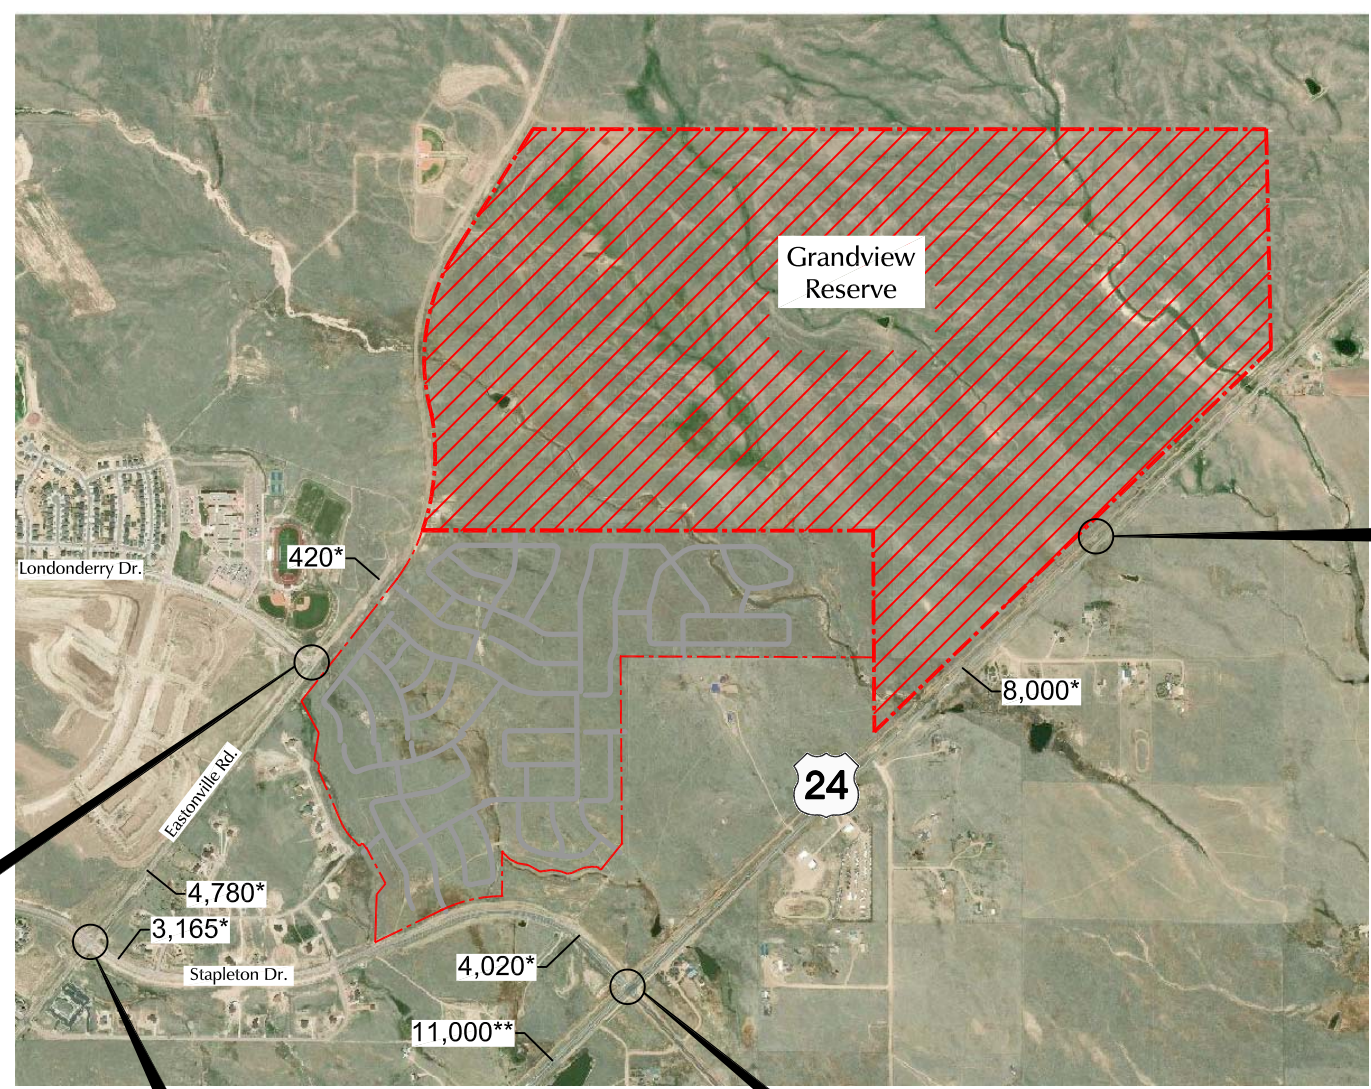 Grandview
Reserve
420*
Londonderry Dr.
8,000*
24
Eastonville Rd.
4,780*
3,165*
4,020*
Stapleton Dr.
11,000**